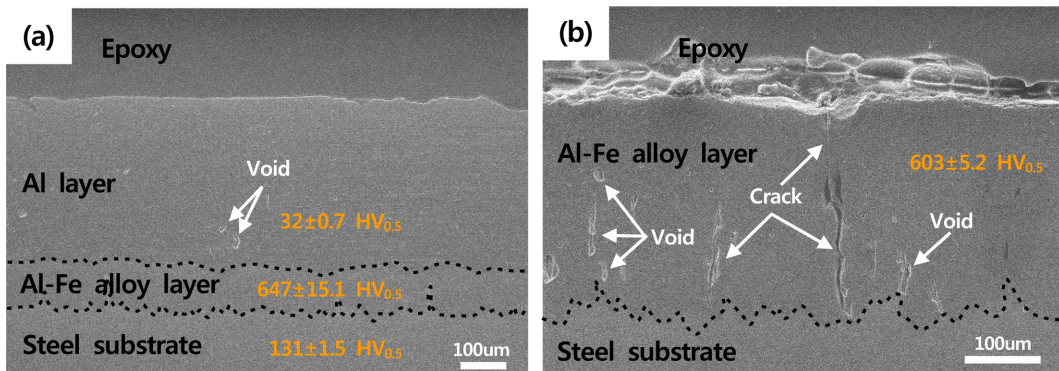 (a)
Epoxy
Void
Al layer
32±0.7 HV0.5
Al-Fe alloy layer
647±15.1 HV0.5
Steel substrate
131±1.5 HV0.5
100um
(b)
Epoxy
Al-Fe alloy layer
603±5.2 HV0.5
Crack
Void
Void
Steel substrate
100um